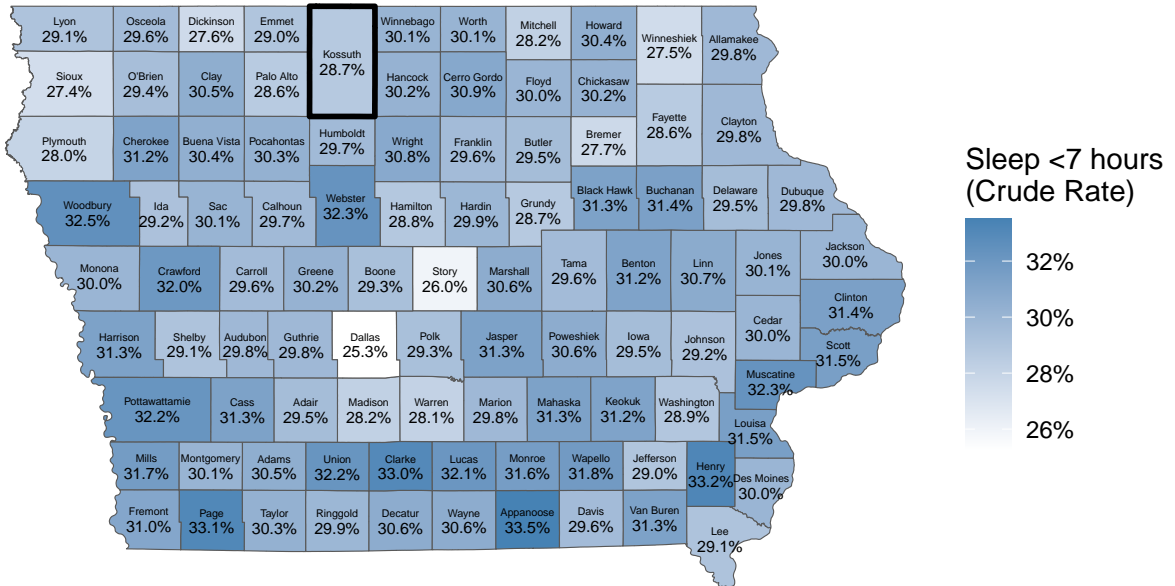 Lyon
29.1%
Osceola
29.6%
Dickinson
27.6%
Emmet
29.0%
Kossuth
28.7%
Winnebago
30.1%
Worth
30.1%
Mitchell
28.2%
Howard
30.4%
Winneshiek
27.5%
Allamakee
29.8%
Sioux
27.4%
O'Brien
29.4%
Clay
30.5%
Palo Alto
28.6%
Hancock
30.2%
Cerro Gordo
30.9%
Floyd
30.0%
Chickasaw
30.2%
Fayette
28.6%
Clayton
29.8%
Plymouth
28.0%
Cherokee
31.2%
Buena Vista
30.4%
Pocahontas
30.3%
Humboldt
29.7%
Wright
30.8%
Franklin
29.6%
Butler
29.5%
Bremer
27.7%
Woodbury
32.5%
Ida
29.2%
Sac
30.1%
Calhoun
29.7%
Webster
32.3%
Hamilton
28.8%
Hardin
29.9%
Grundy
28.7%
Black Hawk
31.3%
Buchanan
31.4%
Delaware
29.5%
Dubuque
29.8%
Monona
30.0%
Crawford
32.0%
Carroll
29.6%
Greene
30.2%
Boone
29.3%
Story
26.0%
Marshall
30.6%
Tama
29.6%
Benton
31.2%
Linn
30.7%
Jones
30.1%
Jackson
30.0%
Clinton
31.4%
Cedar
30.0%
Scott
31.5%
Harrison
31.3%
Shelby
29.1%
Audubon
29.8%
Guthrie
29.8%
Dallas
25.3%
Polk
29.3%
Jasper
31.3%
Poweshiek
30.6%
Iowa
29.5%
Johnson
29.2%
Muscatine
32.3%
Pottawattamie
32.2%
Cass
31.3%
Adair
29.5%
Madison
28.2%
Warren
28.1%
Marion
29.8%
Mahaska
31.3%
Keokuk
31.2%
Washington
28.9%
Louisa
31.5%
Mills
31.7%
Montgomery
30.1%
Adams
30.5%
Union
32.2%
Clarke
33.0%
Lucas
32.1%
Monroe
31.6%
Wapello
31.8%
Jefferson
29.0%
Henry
33.2%
Des Moines
30.0%
Fremont
31.0%
Page
33.1%
Taylor
30.3%
Ringgold
29.9%
Decatur
30.6%
Wayne
30.6%
Appanoose
33.5%
Davis
29.6%
Van Buren
31.3%
Lee
29.1%
Sleep <7 hours
(Crude Rate)
32%
30%
28%
26%